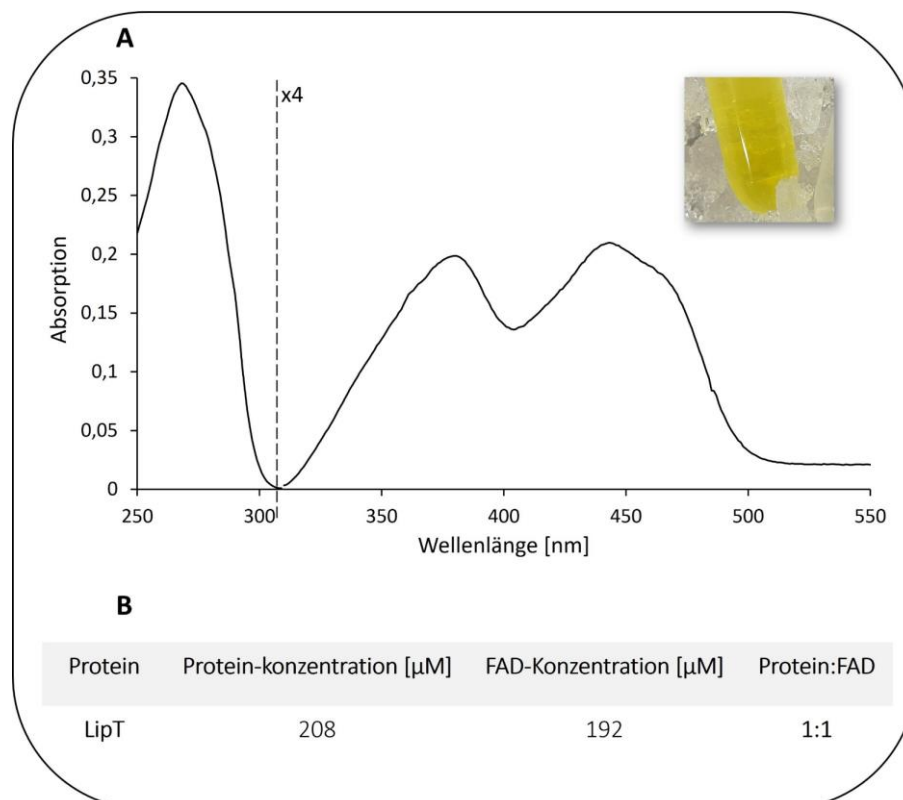 A
0,35
0,3
0,25
0,2
0,15
0,1
0,05
0
x4
Absorption
250 300 350 400 450 500 550
Wellenlänge [nm]
B
Protein Protein-konzentration [µM] FAD-Konzentration [µM] Protein:FAD
LipT 208 192 1:1